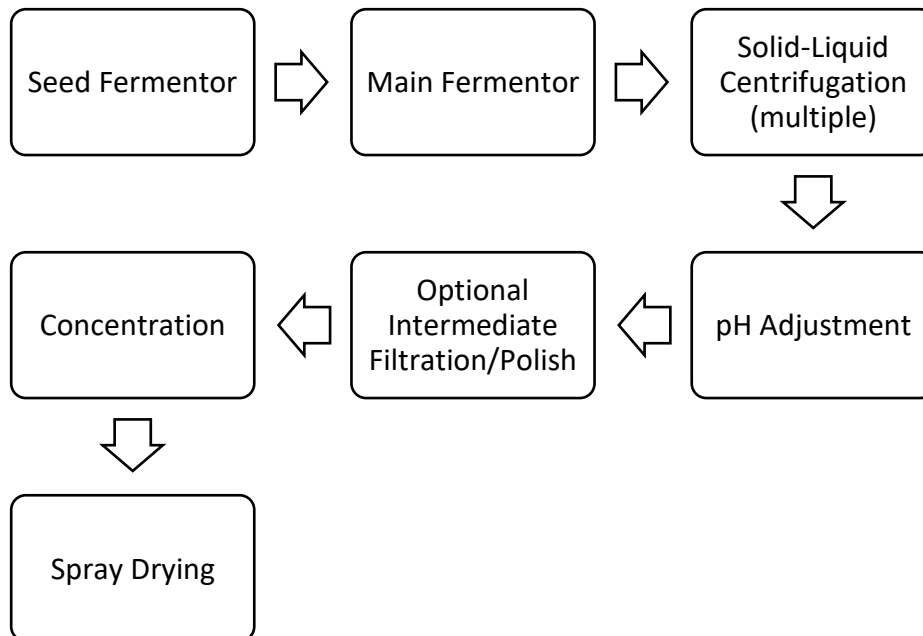 Seed Fermentor
Main Fermentor
Solid-Liquid
Centrifugation
(multiple)
pH Adjustment
Optional
Intermediate
Filtration/Polish
Concentration
Spray Drying